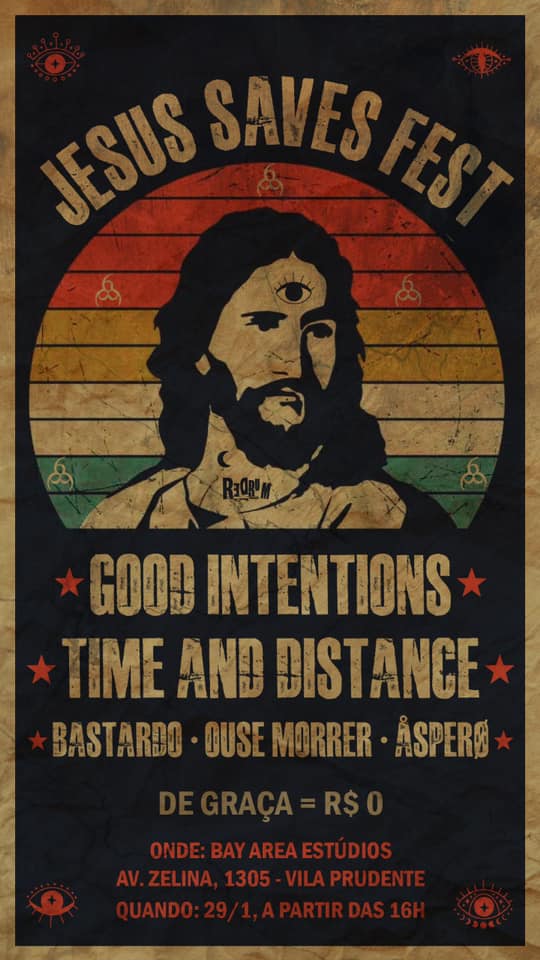 JESUS SAVES FEST
REDRUM
GOOD INTENTIONS
TIME AND DISTANCE
BASTARDO · OUSE MORRER · ÅSPERØ
DE GRAÇA = R$ 0
ONDE: BAY AREA ESTÚDIOS
AV. ZELINA, 1305 - VILA PRUDENTE
QUANDO: 29/1, A PARTIR DAS 16H